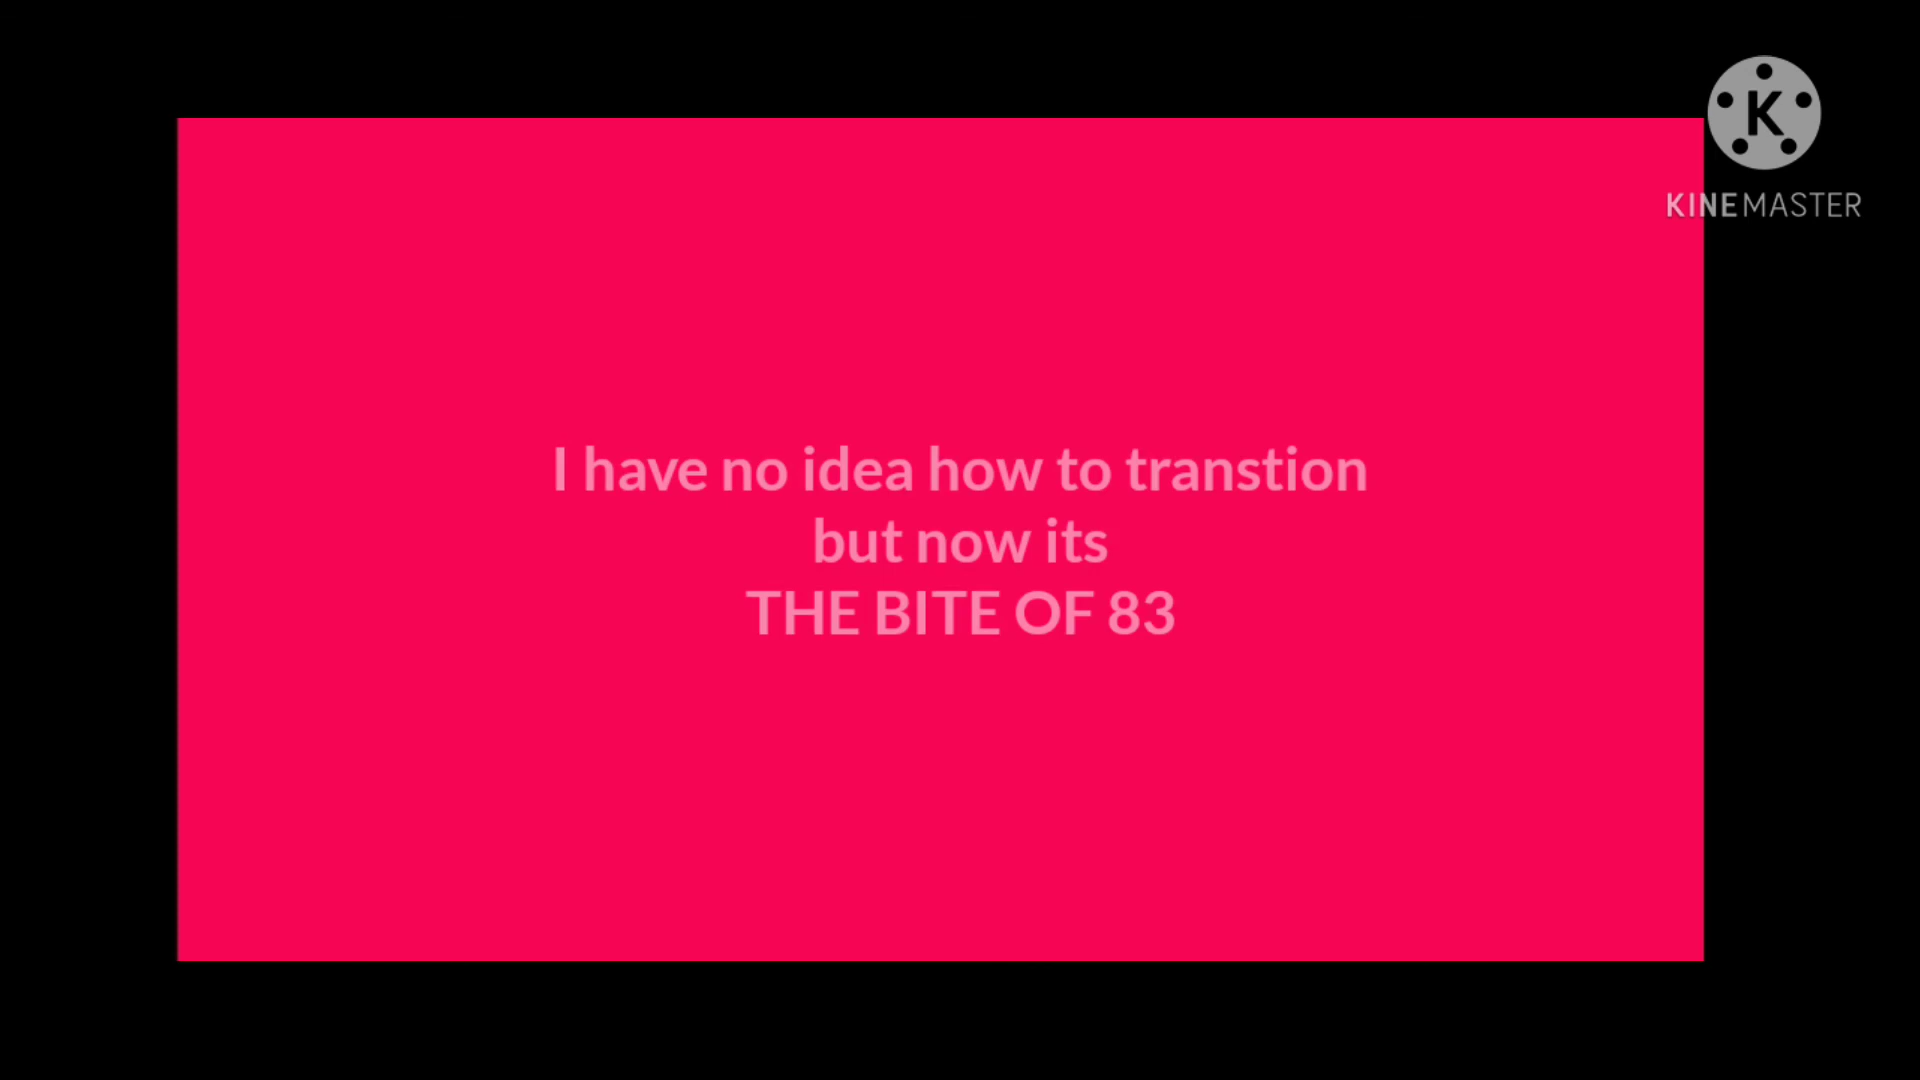 K
KINEMASTER
I have no idea how to transtion
but now its
THE BITE OF 83